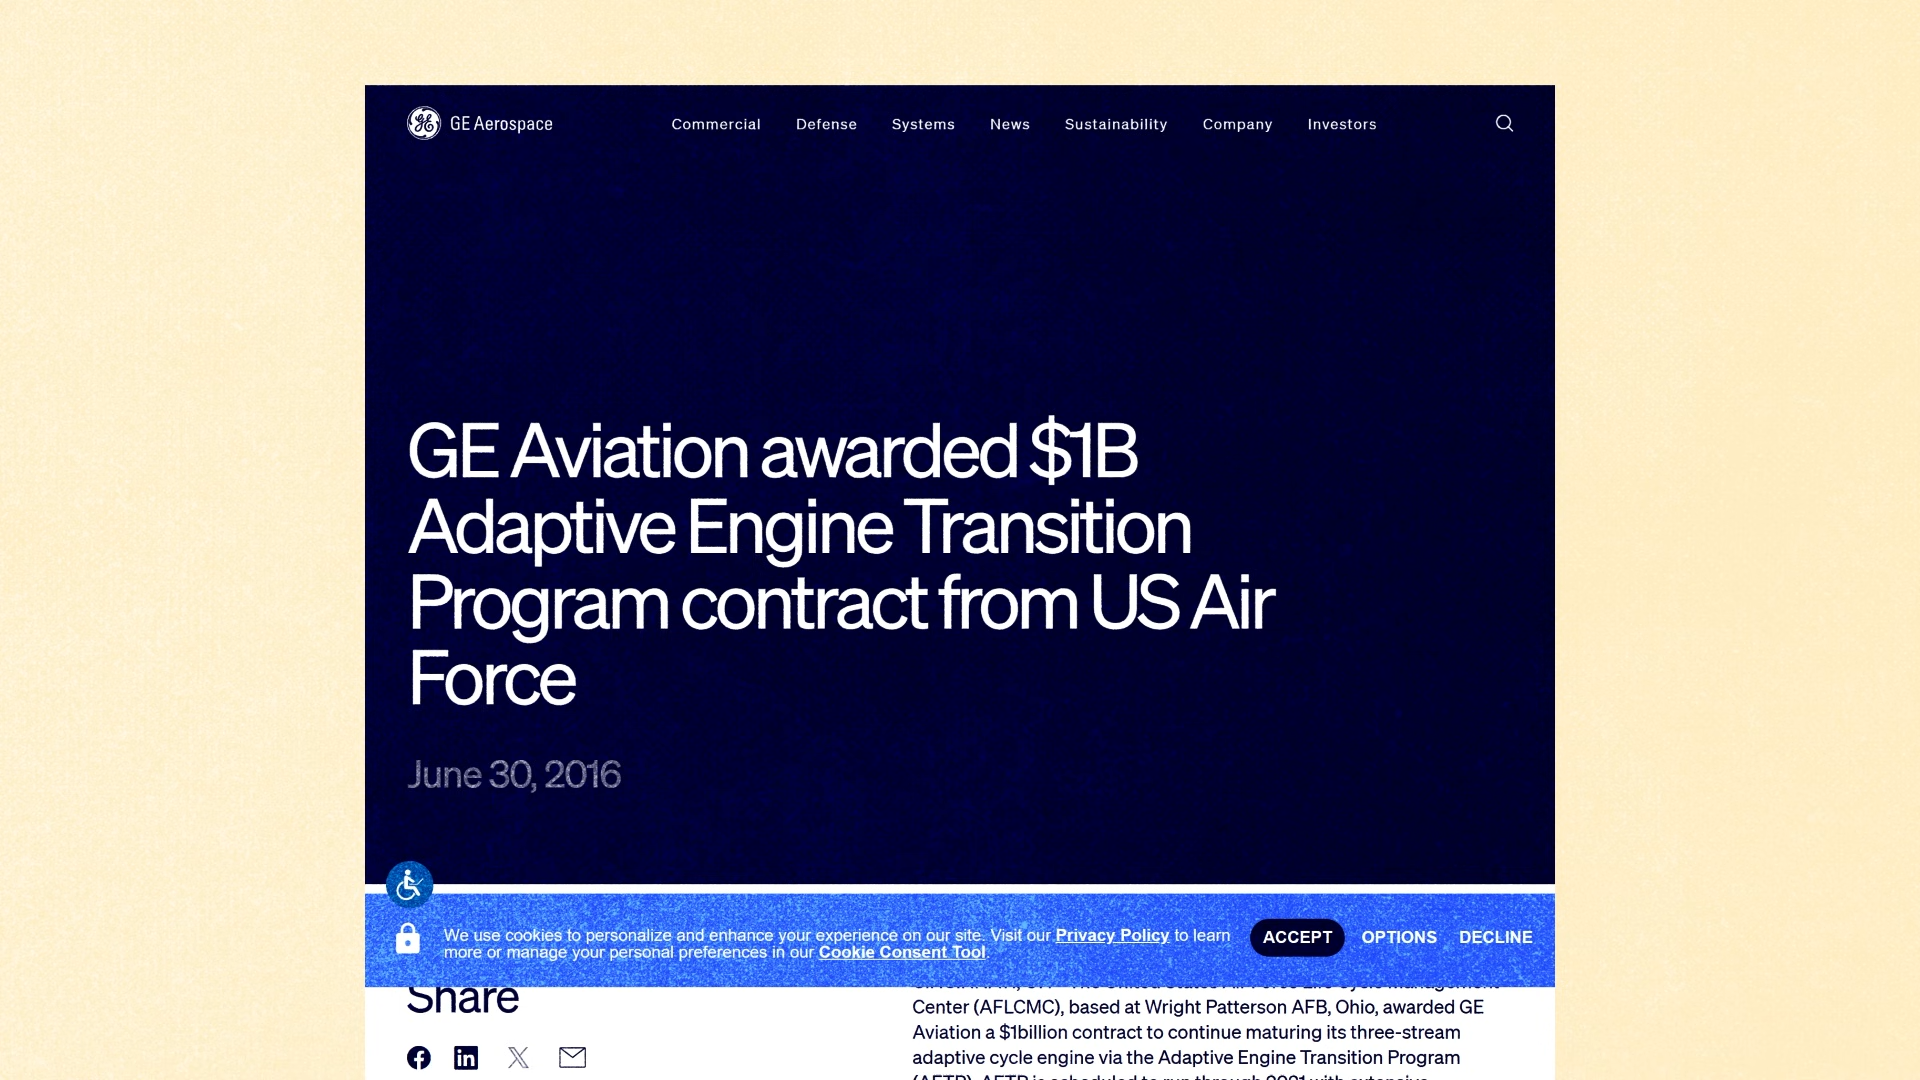 GE Aerospace
Commercial Defense Systems News Sustainability Company Investors
GE Aviation awarded $1B
Adaptive Engine Transition
Program contract from US Air
Force
June 30, 2016
We use cookies to personalize and enhance your experience on our site. Visit our Privacy Policy to learn
more or manage your personal preferences in our Cookie Consent Tool.
ACCEPT OPTIONS DECLINE
Share
Center (AFLCMC), based at Wright Patterson AFB, Ohio, awarded GE
Aviation a $1billion contract to continue maturing its three-stream
adaptive cycle engine via the Adaptive Engine Transition Program